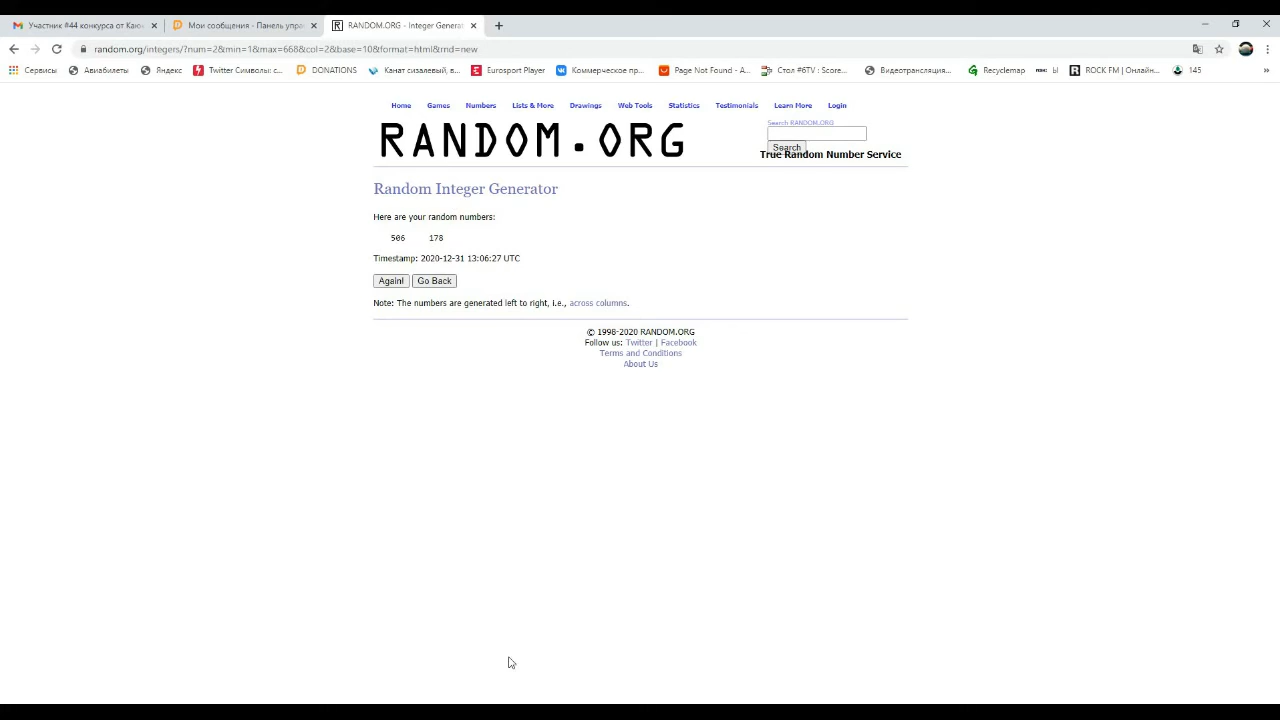 Участник #44 конкурса от Каюч
Мои сообщения - Панель упра
RANDOM.ORG - Integer Generat
random.org/integers/?num=2&min=1&max=668&col=2&base=10&format=html&rnd=new
Сервисы Авиабилеты Яндекс Twitter Символы: с... DONATIONS Канат сизалевый, в... Eurosport Player Коммерческое пр... Page Not Found - A... Стол #6TV : Score... Видеотрансляция... Recyclemap Ы ROCK FM | Онлайн... 145 »
Home Games Numbers Lists & More Drawings Web Tools Statistics Testimonials Learn More Login
Search RANDOM.ORG
RANDOM.ORG
Search
True Random Number Service
Random Integer Generator
Here are your random numbers:
506 178
Timestamp: 2020-12-31 13:06:27 UTC
Again! Go Back
Note: The numbers are generated left to right, i.e., across columns.
© 1998-2020 RANDOM.ORG
Follow us: Twitter | Facebook
Terms and Conditions
About Us